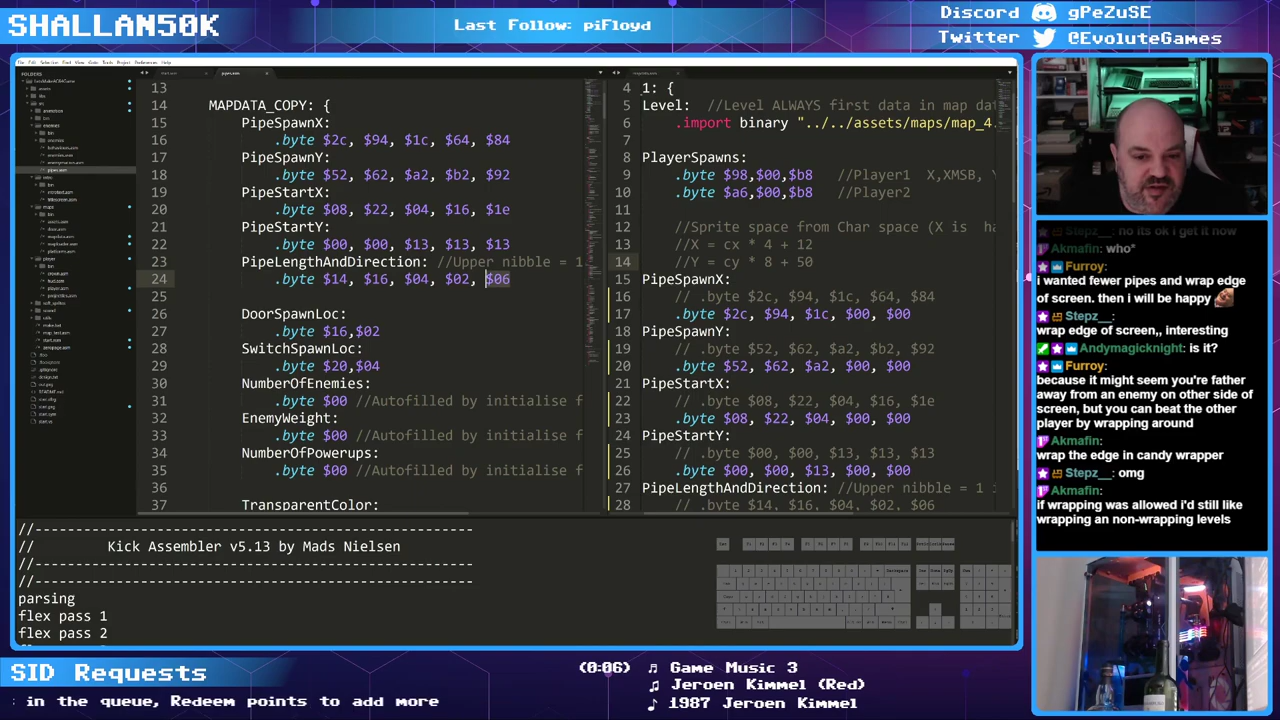 SHALLAN50K
Last Follow: piFloyd
Discord gPeZuSE
Twitter @EvoluteGames
FOLDERS
13
14 MAPDATA_COPY: {
15 PipeSpawnX:
16 .byte $2c, $94, $1c, $64, $84
17 PipeSpawnY:
18 .byte $52, $62, $a2, $b2, $92
19 PipeStartX:
20 .byte $08, $22, $04, $16, $1e
21 PipeStartY:
22 .byte $00, $00, $13, $13, $13
23 PipeLengthAndDirection: //Upper nibble = 1
24 .byte $14, $16, $04, $02, $06
25
26 DoorSpawnLoc:
27 .byte $16,$02
28 SwitchSpawnLoc:
29 .byte $20,$04
30 NumberOfEnemies:
31 .byte $00 //Autofilled by initialise f
32 EnemyWeight:
33 .byte $00 //Autofilled by initialise f
34 NumberOfPowerups:
35 .byte $00 //Autofilled by initialise f
36
37 TransparentColor:
4 1: {
5 Level: //Level ALWAYS first data in map dat
6 .import binary "../../assets/maps/map_4.
7
8 PlayerSpawns:
9 .byte $38,$00,$b8 //Player1 X,XMSB, Y
10 .byte $a6,$00,$b8 //Player2
11
12 //Sprite space from Char space (X is ha
13 //X = cx * 4 + 12
14 //Y = cy * 8 + 50
15 PipeSpawnX:
16 // .byte $2c, $94, $1c, $64, $84
17 .byte $2c, $94, $1c, $00, $00
18 PipeSpawnY:
19 // .byte $52, $62, $a2, $b2, $92
20 .byte $52, $62, $a2, $00, $00
21 PipeStartX:
22 // .byte $08, $22, $04, $16, $1e
23 .byte $08, $22, $04, $00, $00
24 PipeStartY:
25 // .byte $00, $00, $13, $13, $13
26 .byte $00, $00, $13, $00, $00
27 PipeLengthAndDirection: //Upper nibble = 1 i
28 // .byte $14, $16, $04, $02, $06
//------------------------------------------------------
// Kick Assembler v5.13 by Mads Nielsen
//------------------------------------------------------
//------------------------------------------------------
parsing
flex pass 1
flex pass 2
no its ok i get it now
Akmafin: who*
Furroy:
i wanted fewer pipes and wrap edge
of screen. then i will be happy
Stepz__:
wrap edge of screen,, interesting
Andymagicknight: is it?
Furroy:
because it might seem you're father
away from an enemy on other side
of screen, but you can beat the other
player by wrapping around
Akmafin:
wrap the edge in candy wrapper
Stepz__: omg
Akmafin:
if wrapping was allowed i'd still like
wrapping an non-wrapping levels
SID Requests
: in the queue, Redeem points to add more
(0:06) ♫ Game Music 3
♫ Jeroen Kimmel (Red)
♪ 1987 Jeroen Kimmel